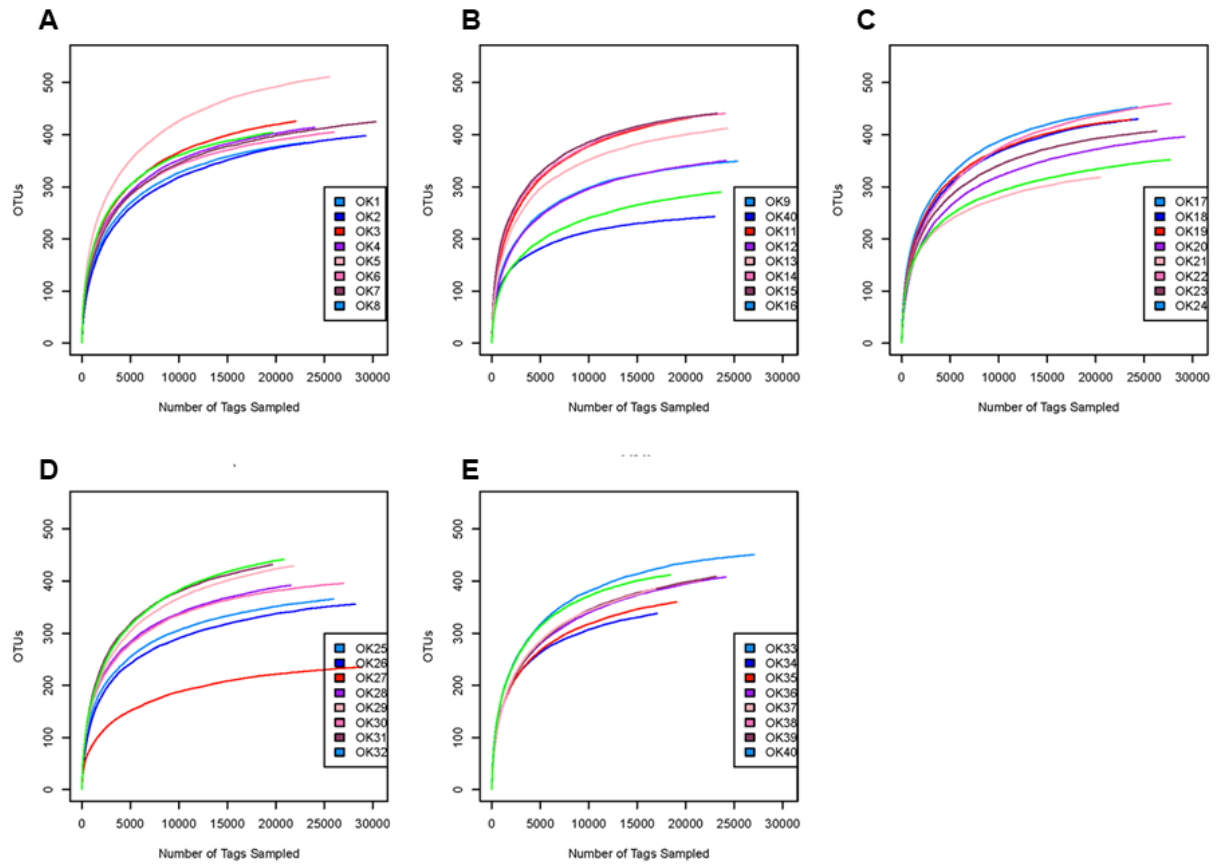 A
B
C
OTUs
500
400
300
200
100
0
OK1
OK2
OK3
OK4
OK5
OK6
OK7
OK8
0 5000 10000 15000 20000 25000 30000
Number of Tags Sampled
OTUs
500
400
300
200
100
0
OK9
OK40
OK11
OK12
OK13
OK14
OK15
OK16
0 5000 10000 15000 20000 25000 30000
Number of Tags Sampled
OTUs
500
400
300
200
100
0
OK17
OK18
OK19
OK20
OK21
OK22
OK23
OK24
0 5000 10000 15000 20000 25000 30000
Number of Tags Sampled
D
E
OTUs
500
400
300
200
100
0
OK25
OK26
OK27
OK28
OK29
OK30
OK31
OK32
0 5000 10000 15000 20000 25000 30000
Number of Tags Sampled
OTUs
500
400
300
200
100
0
OK33
OK34
OK35
OK36
OK37
OK38
OK39
OK40
0 5000 10000 15000 20000 25000 30000
Number of Tags Sampled